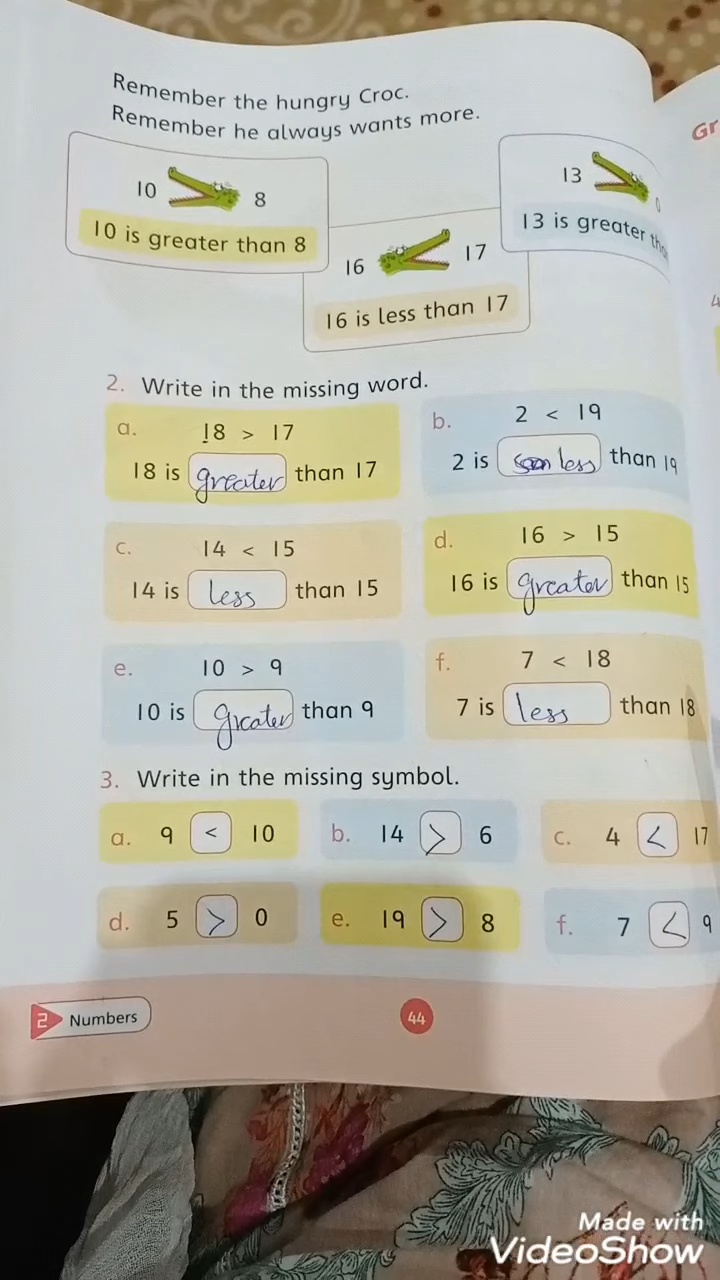 Remember the hungry Croc.
Remember he always wants more.
10 8
10 is greater than 8
16 17
16 is less than 17
13 0
13 is greater
Gr
4
2. Write in the missing word.
a. 18 > 17
18 is greater than 17
b. 2 < 19
2 is less than 19
c. 14 < 15
14 is less than 15
d. 16 > 15
16 is greater than 15
e. 10 > 9
10 is greater than 9
f. 7 < 18
7 is less than 18
3. Write in the missing symbol.
a. 9 < 10 b. 14 > 6 c. 4 < 17
d. 5 > 0 e. 19 > 8 f. 7 < 9
2 Numbers
44
Made with
VideoShow